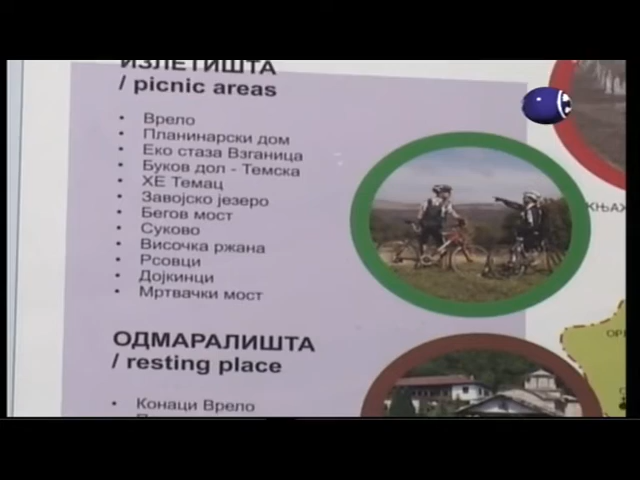 ИЗЛЕТИШТА
/ picnic areas
• Врело
• Планинарски дом
• Еко стаза Взганица
• Буков дол - Темска
• ХЕ Темац
• Завојско језеро
• Бегов мост
• Суково
• Височка ржана
• Рсовци
• Дојкинци
• Мртвачки мост
ОДМАРАЛИШТА
/ resting place
• Конаци Врело